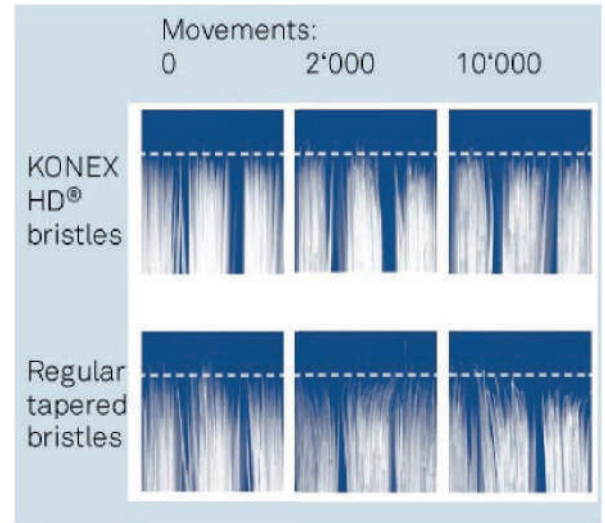 Movements:
0 2‘000 10‘000
KONEX
HD®
bristles
Regular
tapered
bristles